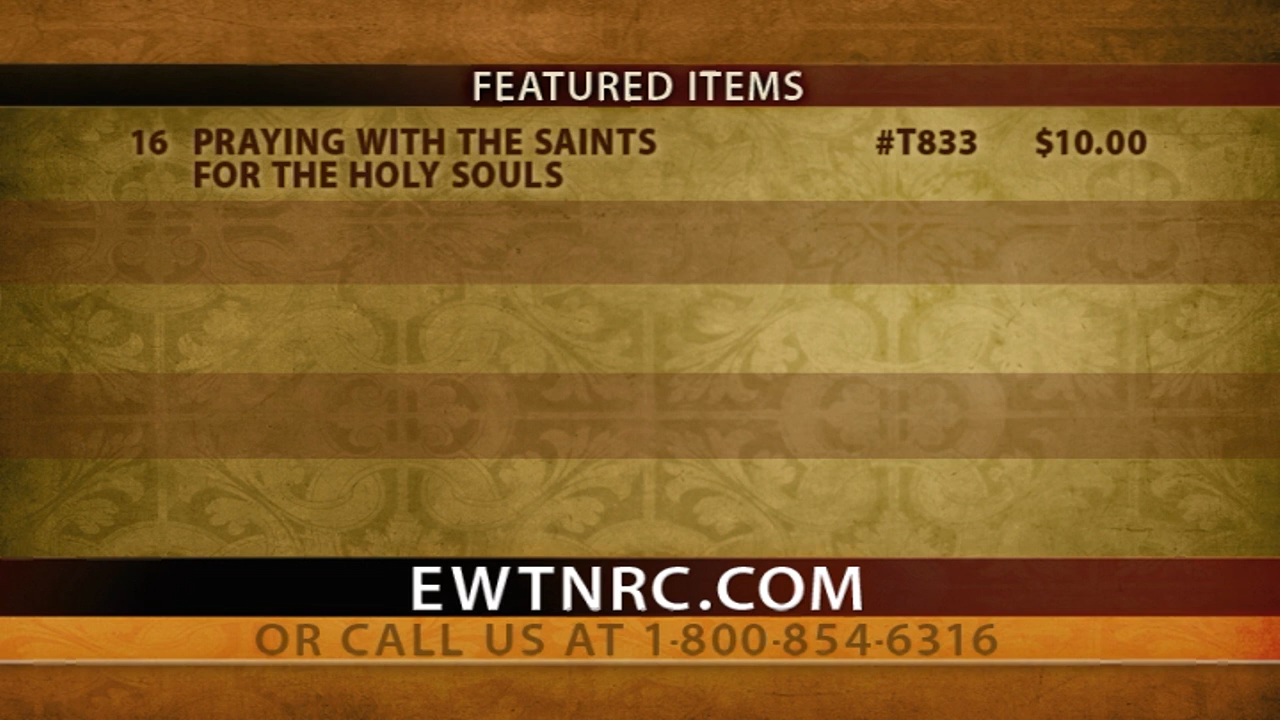 FEATURED ITEMS
16 PRAYING WITH THE SAINTS #T833 $10.00
FOR THE HOLY SOULS
EWTNRC.COM
OR CALL US AT 1-800-854-6316